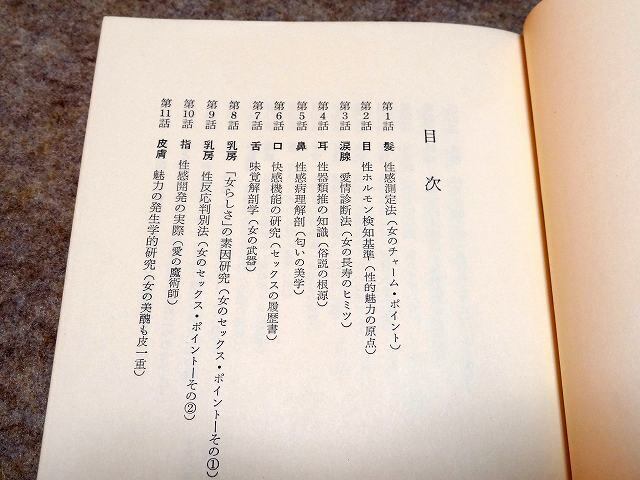 目次
第1話 髪 性感測定法（女のチャーム・ポイント）
第2話 目 性ホルモン検知基準（性的魅力の原点）
第3話 涙腺 愛情診断法（女の長寿のヒミツ）
第4話 耳 性器類推の知識（俗説の根源）
第5話 鼻 性感病理解剖（匂いの美学）
第6話 口 快感機能の研究（セックスの履歴書）
第7話 舌 味覚解剖学（女の武器）
第8話 乳房 「女らしさ」の素因研究（女のセックス・ポイント—その①）
第9話 乳房 性反応判別法（女のセックス・ポイント—その②）
第10話 指 性感開発の実際（愛の魔術師）
第11話 皮膚 魅力の発生学的研究（女の美醜も皮一重）